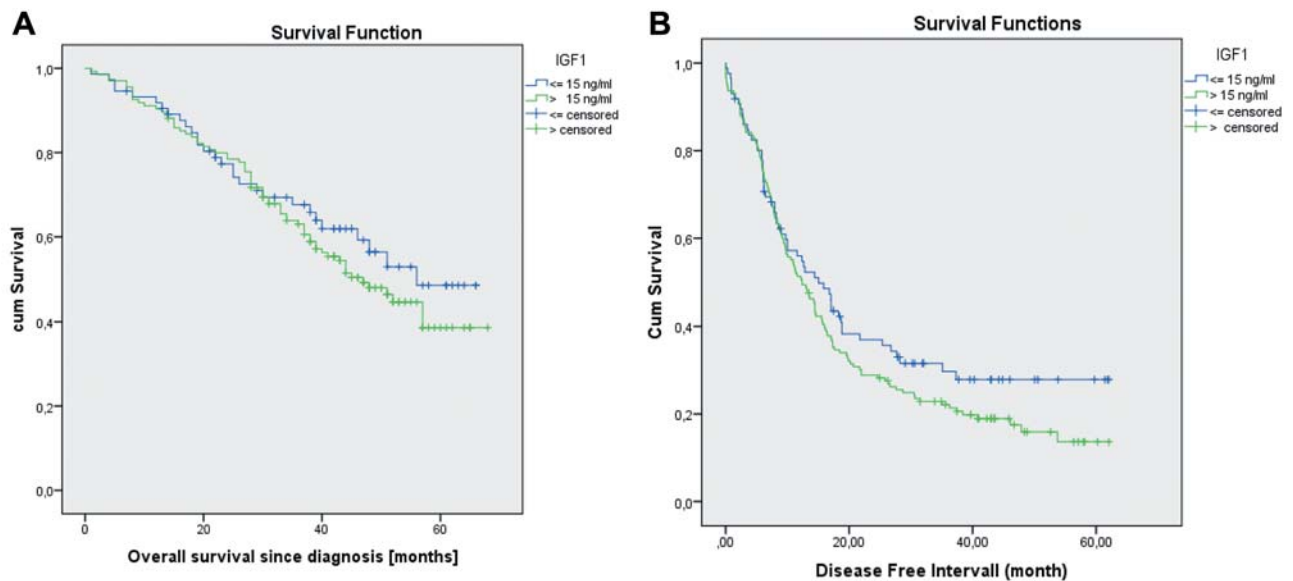 A
Survival Function
IGF1
<= 15 ng/ml
> 15 ng/ml
<= censored
> censored
cum Survival
1,0
0,8
0,6
0,4
0,2
0,0
0
20
40
60
Overall survival since diagnosis [months]
B
Survival Functions
IGF1
<= 15 ng/ml
> 15 ng/ml
<= censored
> censored
Cum Survival
1,0
0,8
0,6
0,4
0,2
0,0
,00
20,00
40,00
60,00
Disease Free Intervall (month)